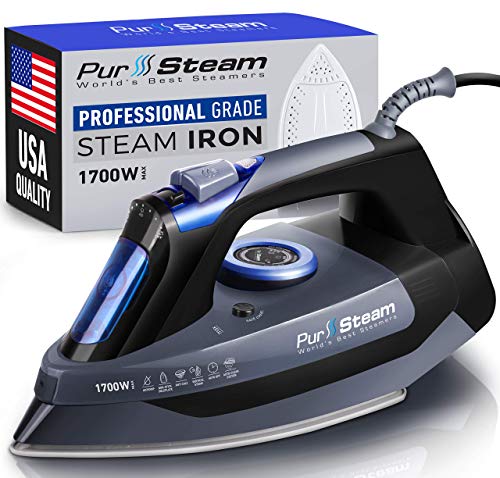 Pur Steam
World's Best Steamers
PROFESSIONAL GRADE
STEAM IRON
1700W MAX
USA
QUALITY
Pur Steam
World's Best Steamers
1700W MAX